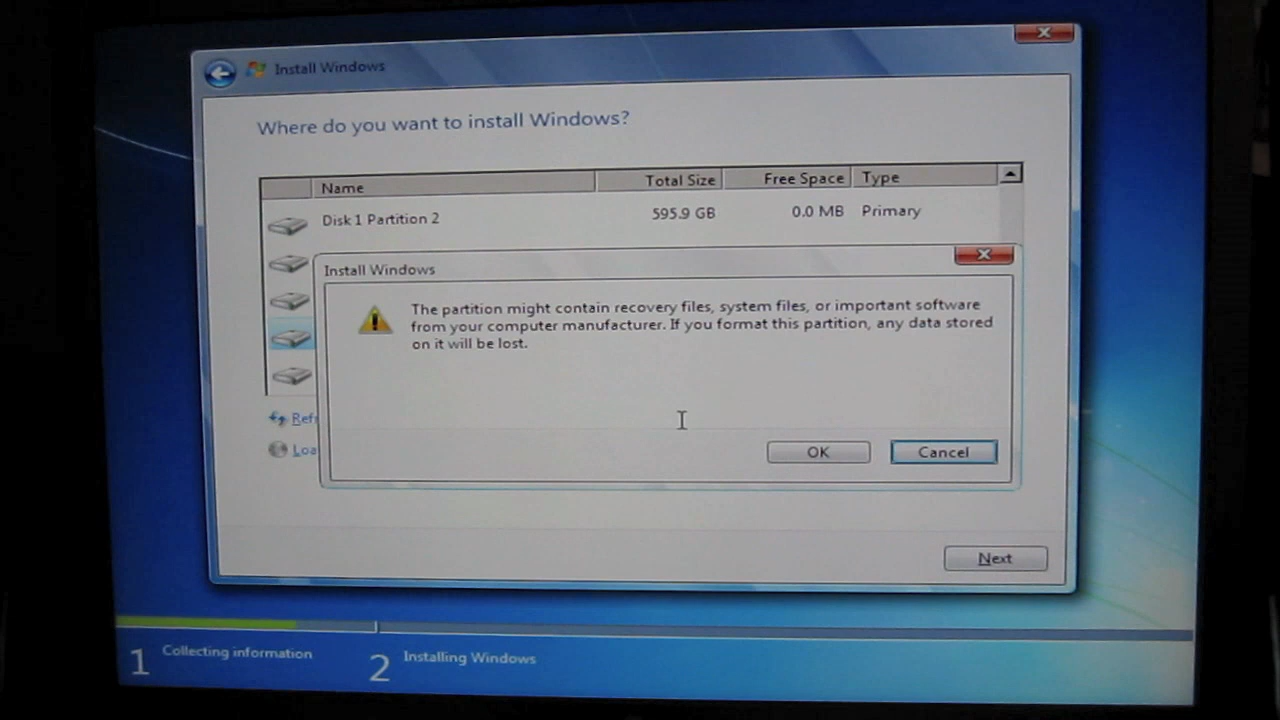 Install Windows
Where do you want to install Windows?
Name Total Size Free Space Type
Disk 1 Partition 2 595.9 GB 0.0 MB Primary
Install Windows
The partition might contain recovery files, system files, or important software
from your computer manufacturer. If you format this partition, any data stored
on it will be lost.
Refr
Loa
OK Cancel
Next
1 Collecting information
2 Installing Windows